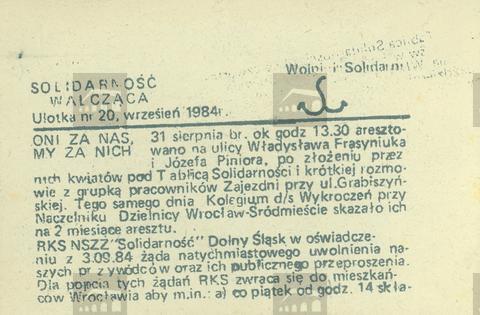 Wolni i Solidarni
SOLIDARNOŚĆ
WALCZĄCA
Ulotka nr 20, wrzesień 1984r.
ONI ZA NAS,
MY ZA NICH
31 sierpnia br. ok godz 13.30 areszto-
wano na ulicy Władysława Frasyniuka
i Józefa Piniora, po złożeniu przez
nich kwiatów pod Tablicą Solidarności i krótkiej rozmo-
wie z grupką pracowników Zajezdni przy ul.Grabiszyń-
skiej. Tego samego dnia Kolegium d/s Wykroczeń przy
Naczelniku Dzielnicy Wrocław-Śródmieście skazało ich
na 2 miesiące aresztu.
RKS NSZZ "Solidarność" Dolny Śląsk w oświadcze-
niu z 3.09.84 żąda natychmiastowego uwolnienia na-
szych przywódców oraz ich publicznego przeproszenia.
Dla poparcia tych żądań RKS zwraca się do mieszkań-
ców Wrocławia aby m.in.: a) co piątek od godz. 14 skła-